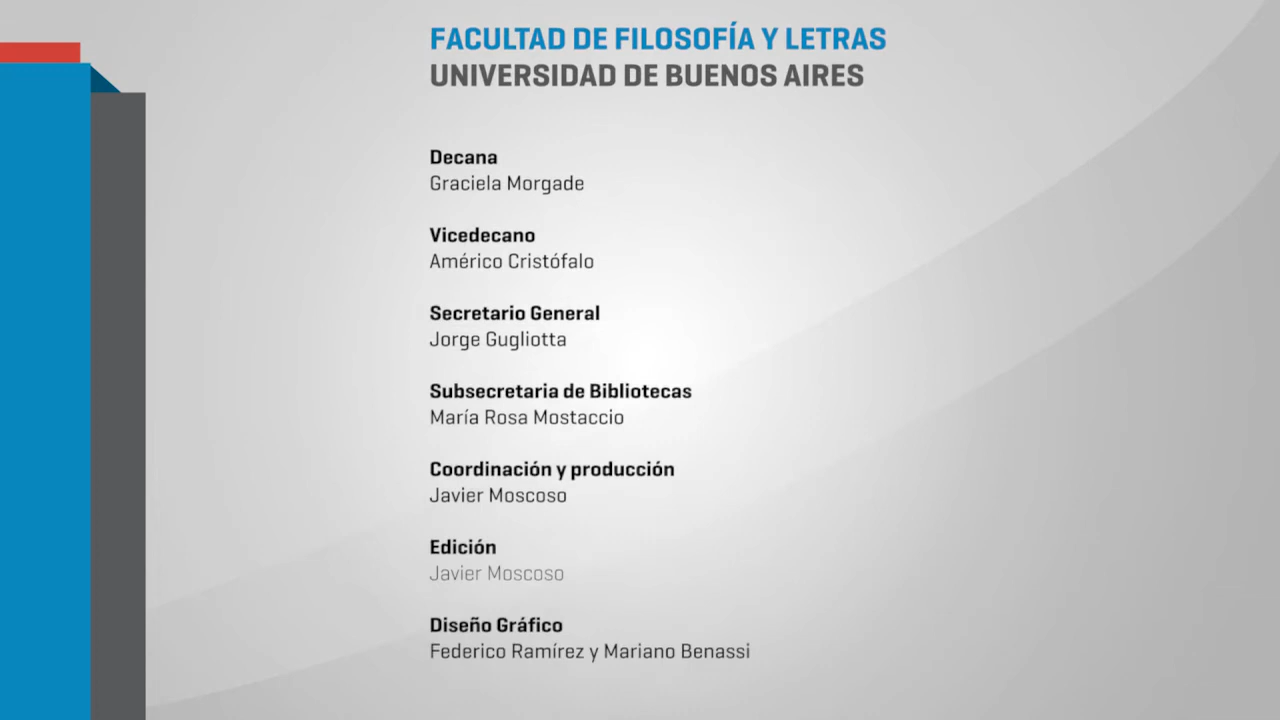 FACULTAD DE FILOSOFÍA Y LETRAS
UNIVERSIDAD DE BUENOS AIRES
Decana
Graciela Morgade
Vicedecano
Américo Cristófalo
Secretario General
Jorge Gugliotta
Subsecretaria de Bibliotecas
María Rosa Mostaccio
Coordinación y producción
Javier Moscoso
Edición
Javier Moscoso
Diseño Gráfico
Federico Ramírez y Mariano Benassi